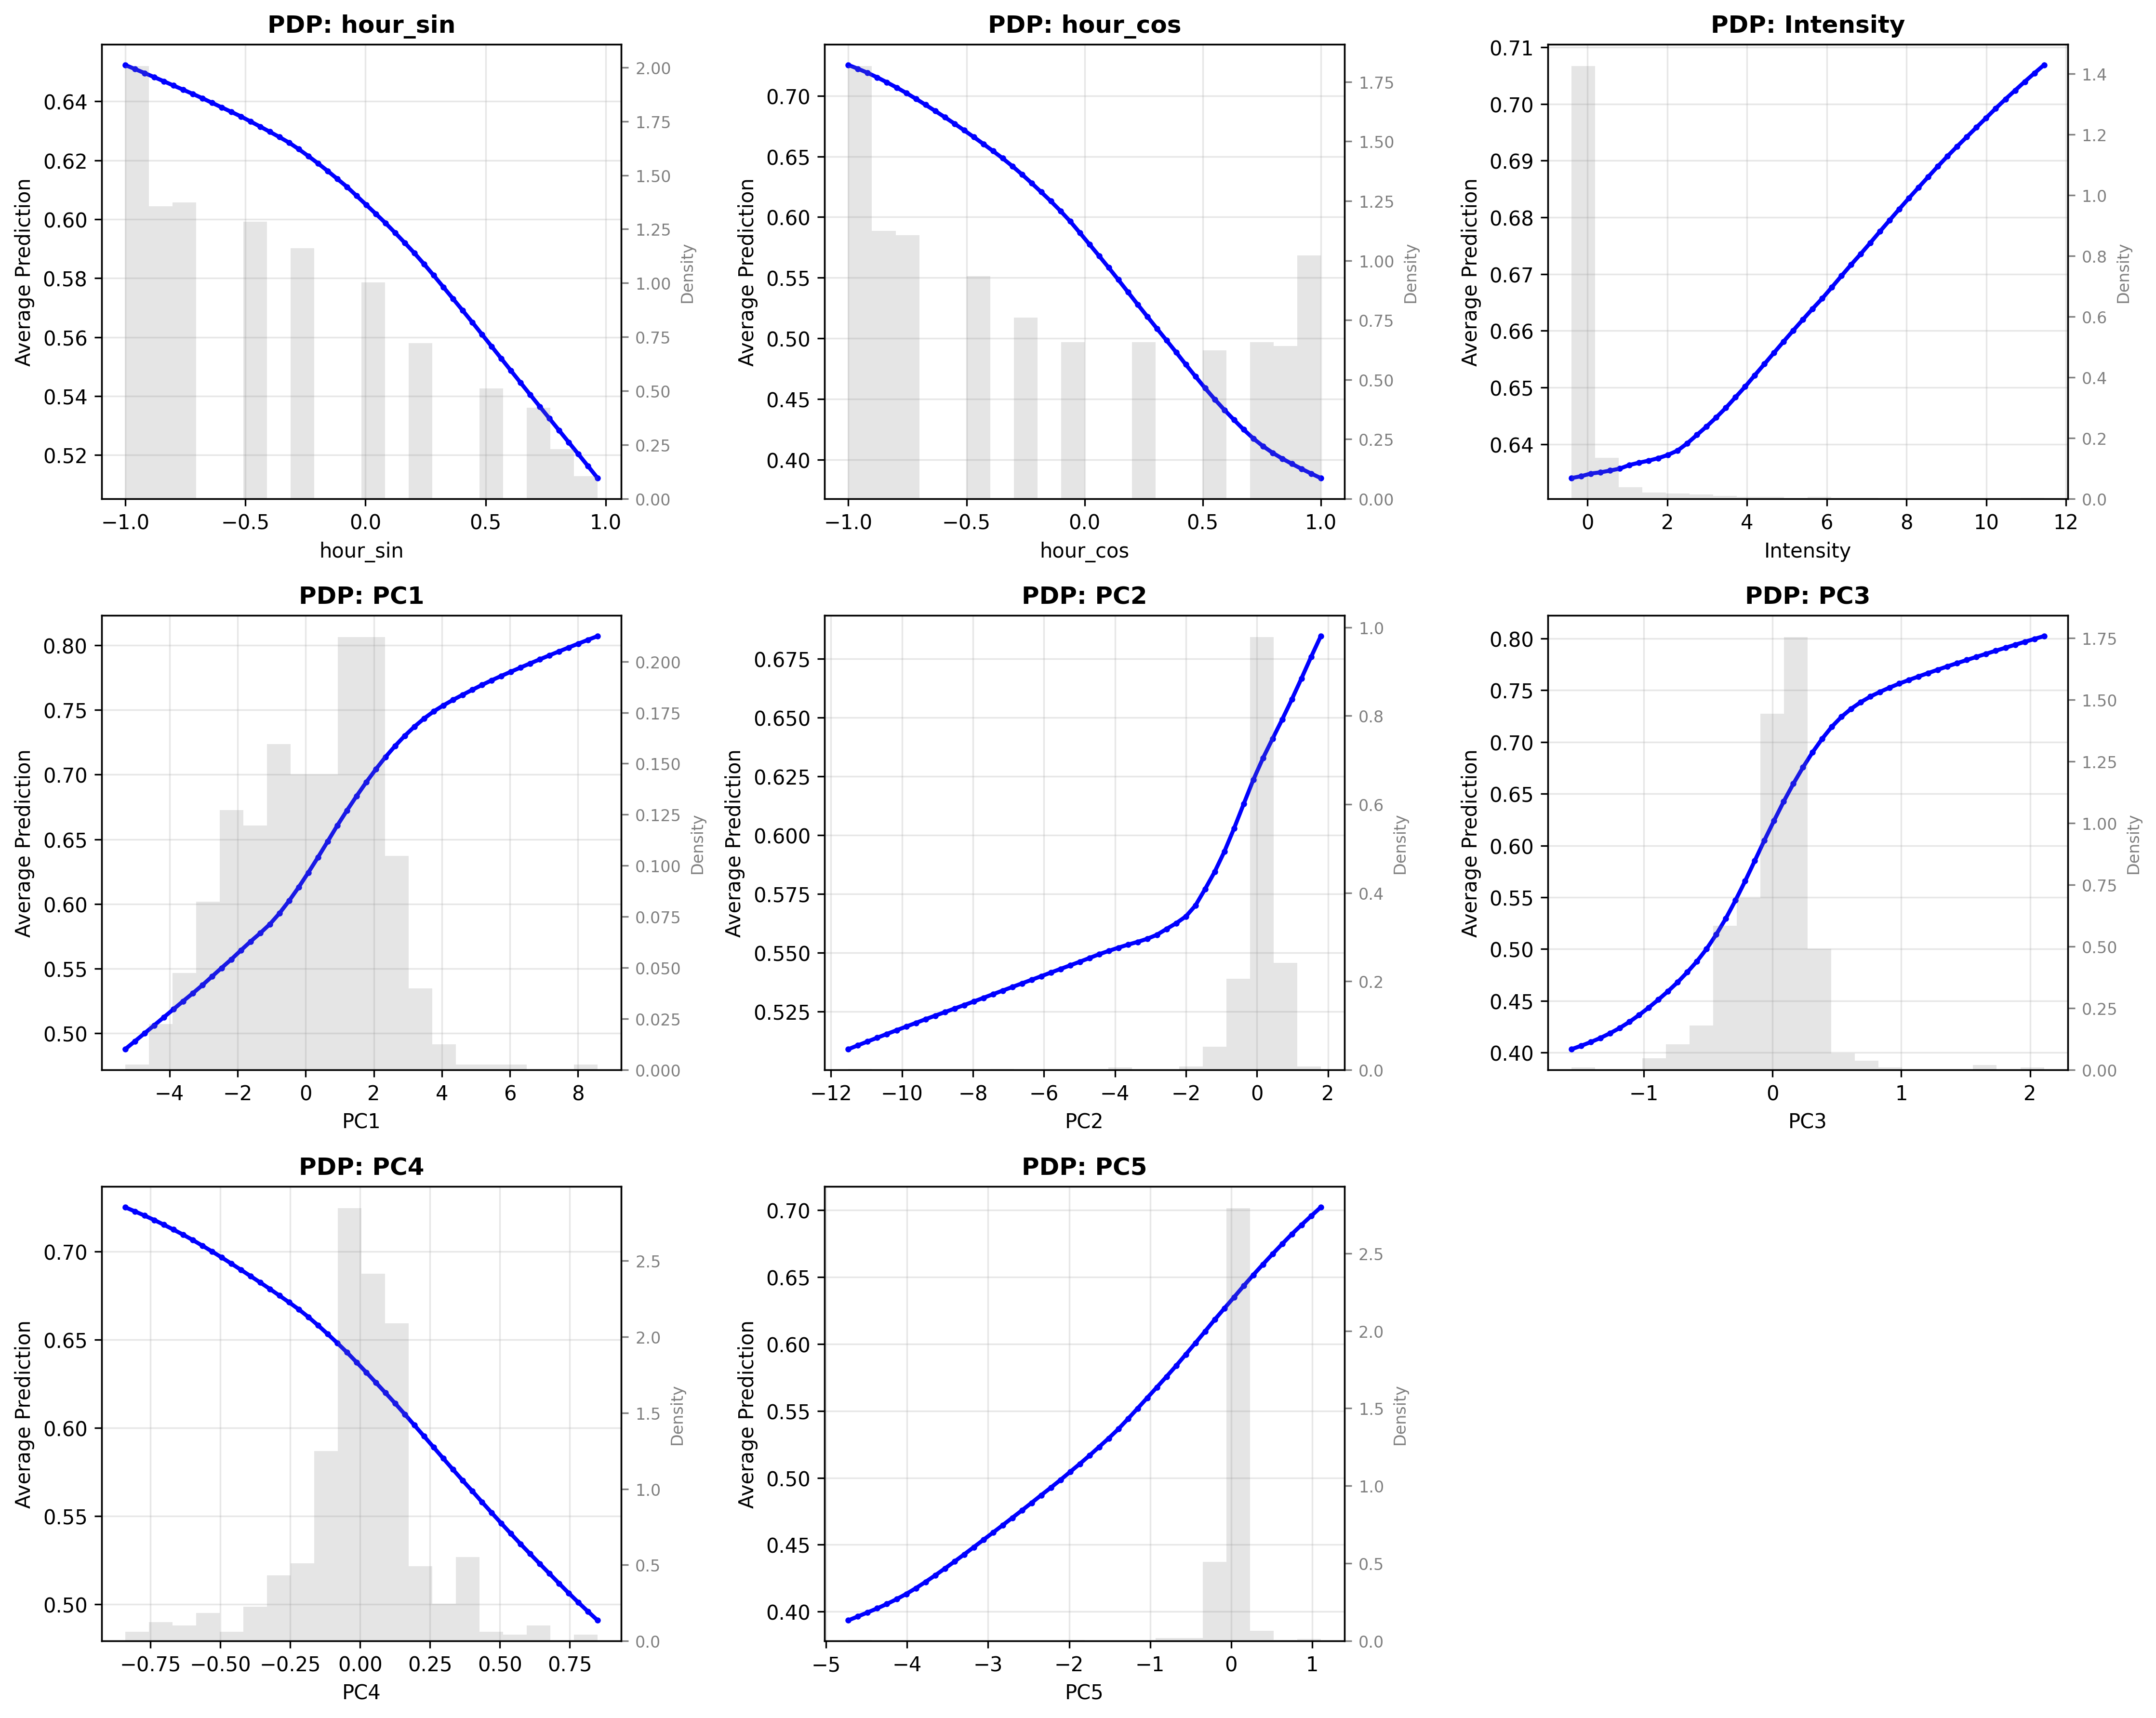 PDP: hour_sin
0.64
0.62
0.60
0.58
0.56
0.54
0.52
Average Prediction
2.00
1.75
1.50
1.25
1.00
0.75
0.50
0.25
0.00
Density
−1.0 −0.5 0.0 0.5 1.0
hour_sin
PDP: hour_cos
0.70
0.65
0.60
0.55
0.50
0.45
0.40
Average Prediction
1.75
1.50
1.25
1.00
0.75
0.50
0.25
0.00
Density
−1.0 −0.5 0.0 0.5 1.0
hour_cos
PDP: Intensity
0.71
0.70
0.69
0.68
0.67
0.66
0.65
0.64
Average Prediction
1.4
1.2
1.0
0.8
0.6
0.4
0.2
0.0
Density
0 2 4 6 8 10 12
Intensity
PDP: PC1
0.80
0.75
0.70
0.65
0.60
0.55
0.50
Average Prediction
0.200
0.175
0.150
0.125
0.100
0.075
0.050
0.025
0.000
Density
−4 −2 0 2 4 6 8
PC1
PDP: PC2
0.675
0.650
0.625
0.600
0.575
0.550
0.525
Average Prediction
1.0
0.8
0.6
0.4
0.2
0.0
Density
−12 −10 −8 −6 −4 −2 0 2
PC2
PDP: PC3
0.80
0.75
0.70
0.65
0.60
0.55
0.50
0.45
0.40
Average Prediction
1.75
1.50
1.25
1.00
0.75
0.50
0.25
0.00
Density
−1 0 1 2
PC3
PDP: PC4
0.70
0.65
0.60
0.55
0.50
Average Prediction
2.5
2.0
1.5
1.0
0.5
0.0
Density
−0.75 −0.50 −0.25 0.00 0.25 0.50 0.75
PC4
PDP: PC5
0.70
0.65
0.60
0.55
0.50
0.45
0.40
Average Prediction
2.5
2.0
1.5
1.0
0.5
0.0
Density
−5 −4 −3 −2 −1 0 1
PC5